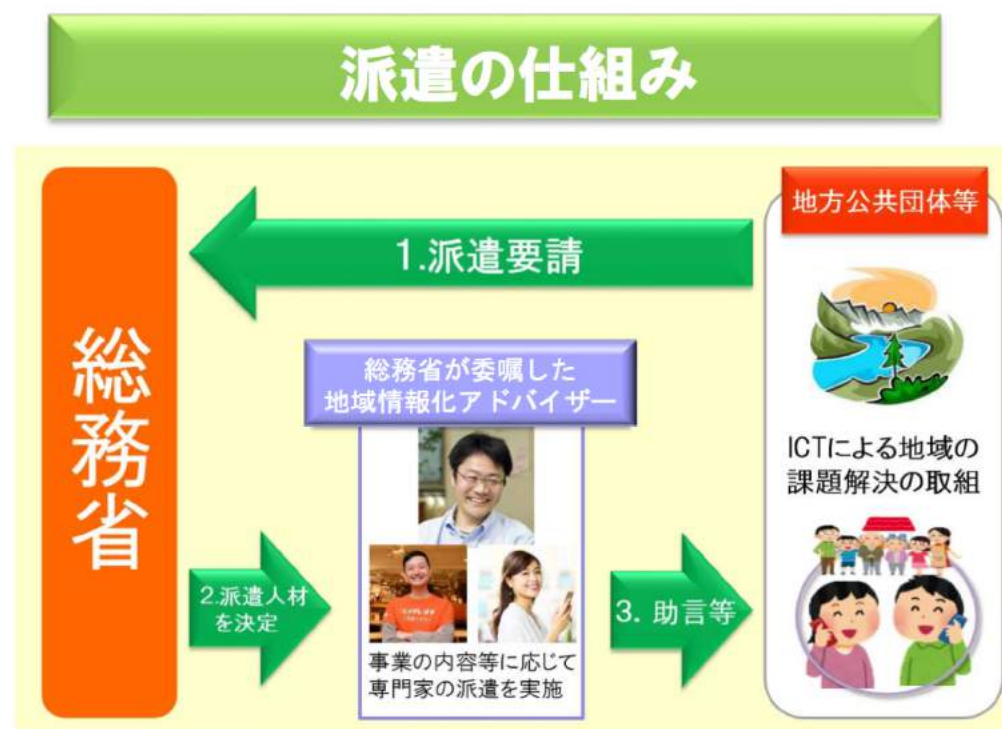 派遣の仕組み
総務省
1.派遣要請
地方公共団体等
総務省が委嘱した
地域情報化アドバイザー
ICTによる地域の
課題解決の取組
2.派遣人材
を決定
3. 助言等
事業の内容等に応じて
専門家の派遣を実施